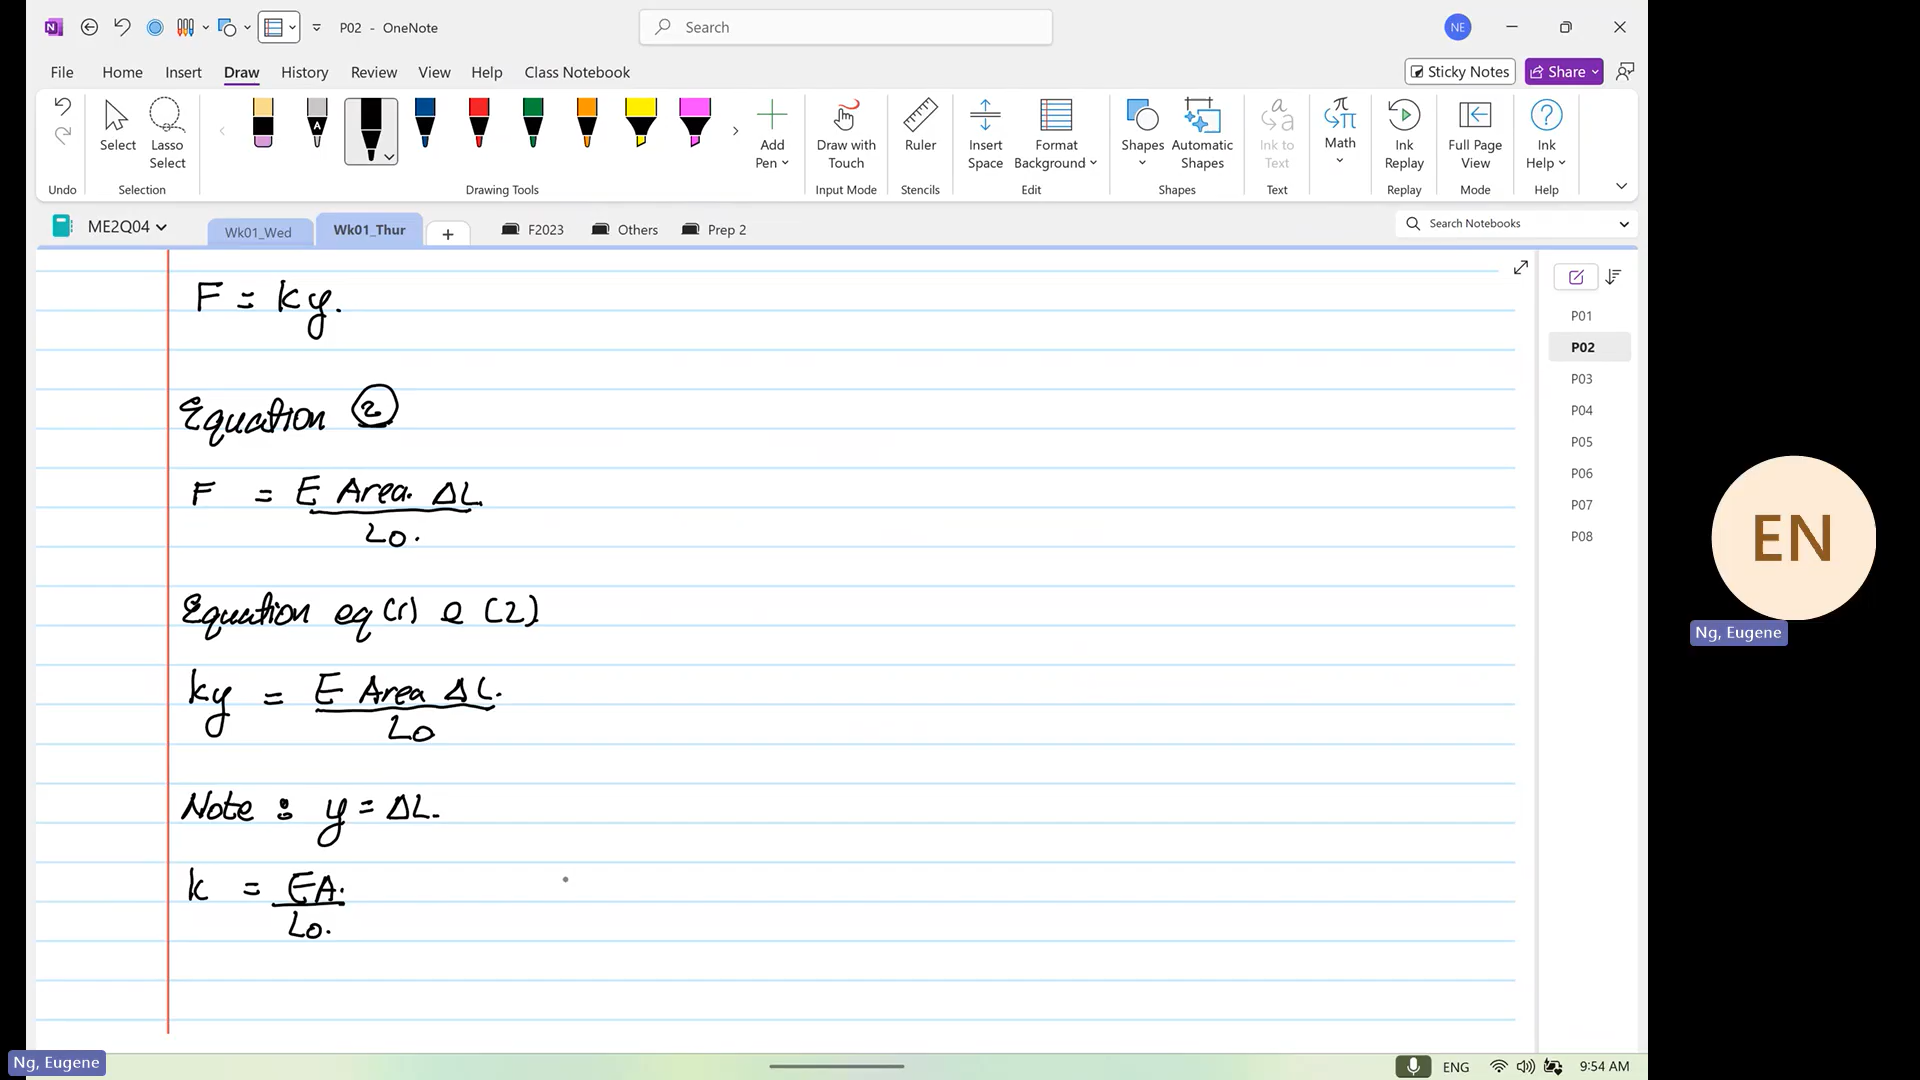 P02 - OneNote
Search
NE
File Home Insert Draw History Review View Help Class Notebook
Sticky Notes
Share
Select
Lasso Select
Add Pen
Draw with Touch
Ruler
Insert Space
Format Background
Shapes
Automatic Shapes
Ink to Text
Math
Ink Replay
Full Page View
Ink Help
Undo Selection Drawing Tools Input Mode Stencils Edit Shapes Text Replay Mode Help
ME2Q04 Wk01_Wed Wk01_Thur + F2023 Others Prep 2
Search Notebooks
F = ky.
Equation ②
F = E Area. ΔL
L0.
Equation eq (1) & (2)
ky = E Area ΔL.
L0
Note : y = ΔL.
k = EA.
L0.
P01
P02
P03
P04
P05
P06
P07
P08
EN
Ng, Eugene
Ng, Eugene
ENG 9:54 AM